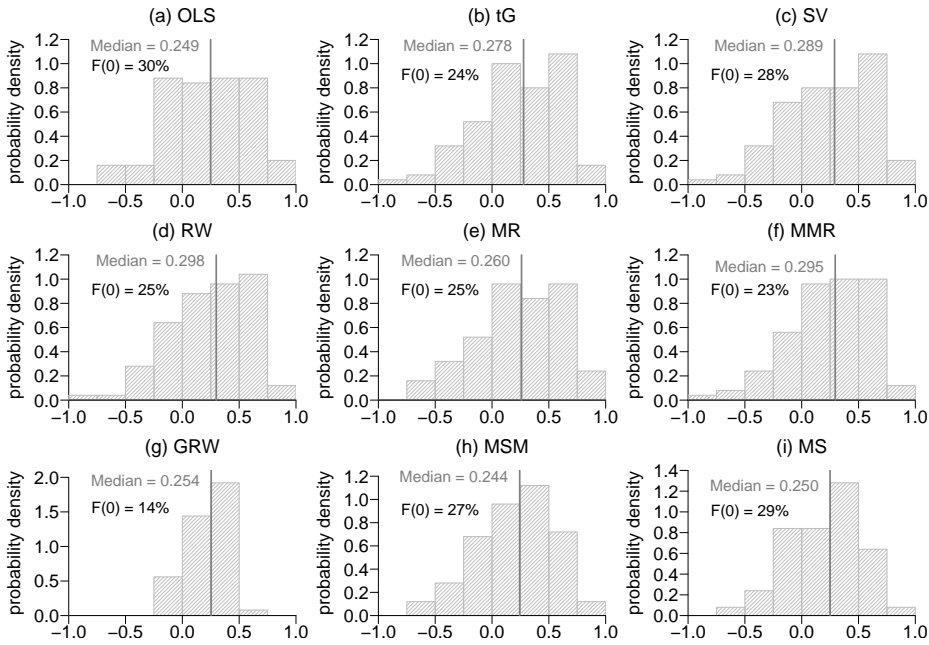 (a) OLS
probability density
1.2
1.0
0.8
0.6
0.4
0.2
0.0
Median = 0.249
F(0) = 30%
−1.0 −0.5 0.0 0.5 1.0
(b) tG
probability density
1.2
1.0
0.8
0.6
0.4
0.2
0.0
Median = 0.278
F(0) = 24%
−1.0 −0.5 0.0 0.5 1.0
(c) SV
probability density
1.2
1.0
0.8
0.6
0.4
0.2
0.0
Median = 0.289
F(0) = 28%
−1.0 −0.5 0.0 0.5 1.0
(d) RW
probability density
1.2
1.0
0.8
0.6
0.4
0.2
0.0
Median = 0.298
F(0) = 25%
−1.0 −0.5 0.0 0.5 1.0
(e) MR
probability density
1.2
1.0
0.8
0.6
0.4
0.2
0.0
Median = 0.260
F(0) = 25%
−1.0 −0.5 0.0 0.5 1.0
(f) MMR
probability density
1.2
1.0
0.8
0.6
0.4
0.2
0.0
Median = 0.295
F(0) = 23%
−1.0 −0.5 0.0 0.5 1.0
(g) GRW
probability density
2.0
1.5
1.0
0.5
0.0
Median = 0.254
F(0) = 14%
−1.0 −0.5 0.0 0.5 1.0
(h) MSM
probability density
1.2
1.0
0.8
0.6
0.4
0.2
0.0
Median = 0.244
F(0) = 27%
−1.0 −0.5 0.0 0.5 1.0
(i) MS
probability density
1.4
1.2
1.0
0.8
0.6
0.4
0.2
0.0
Median = 0.250
F(0) = 29%
−1.0 −0.5 0.0 0.5 1.0